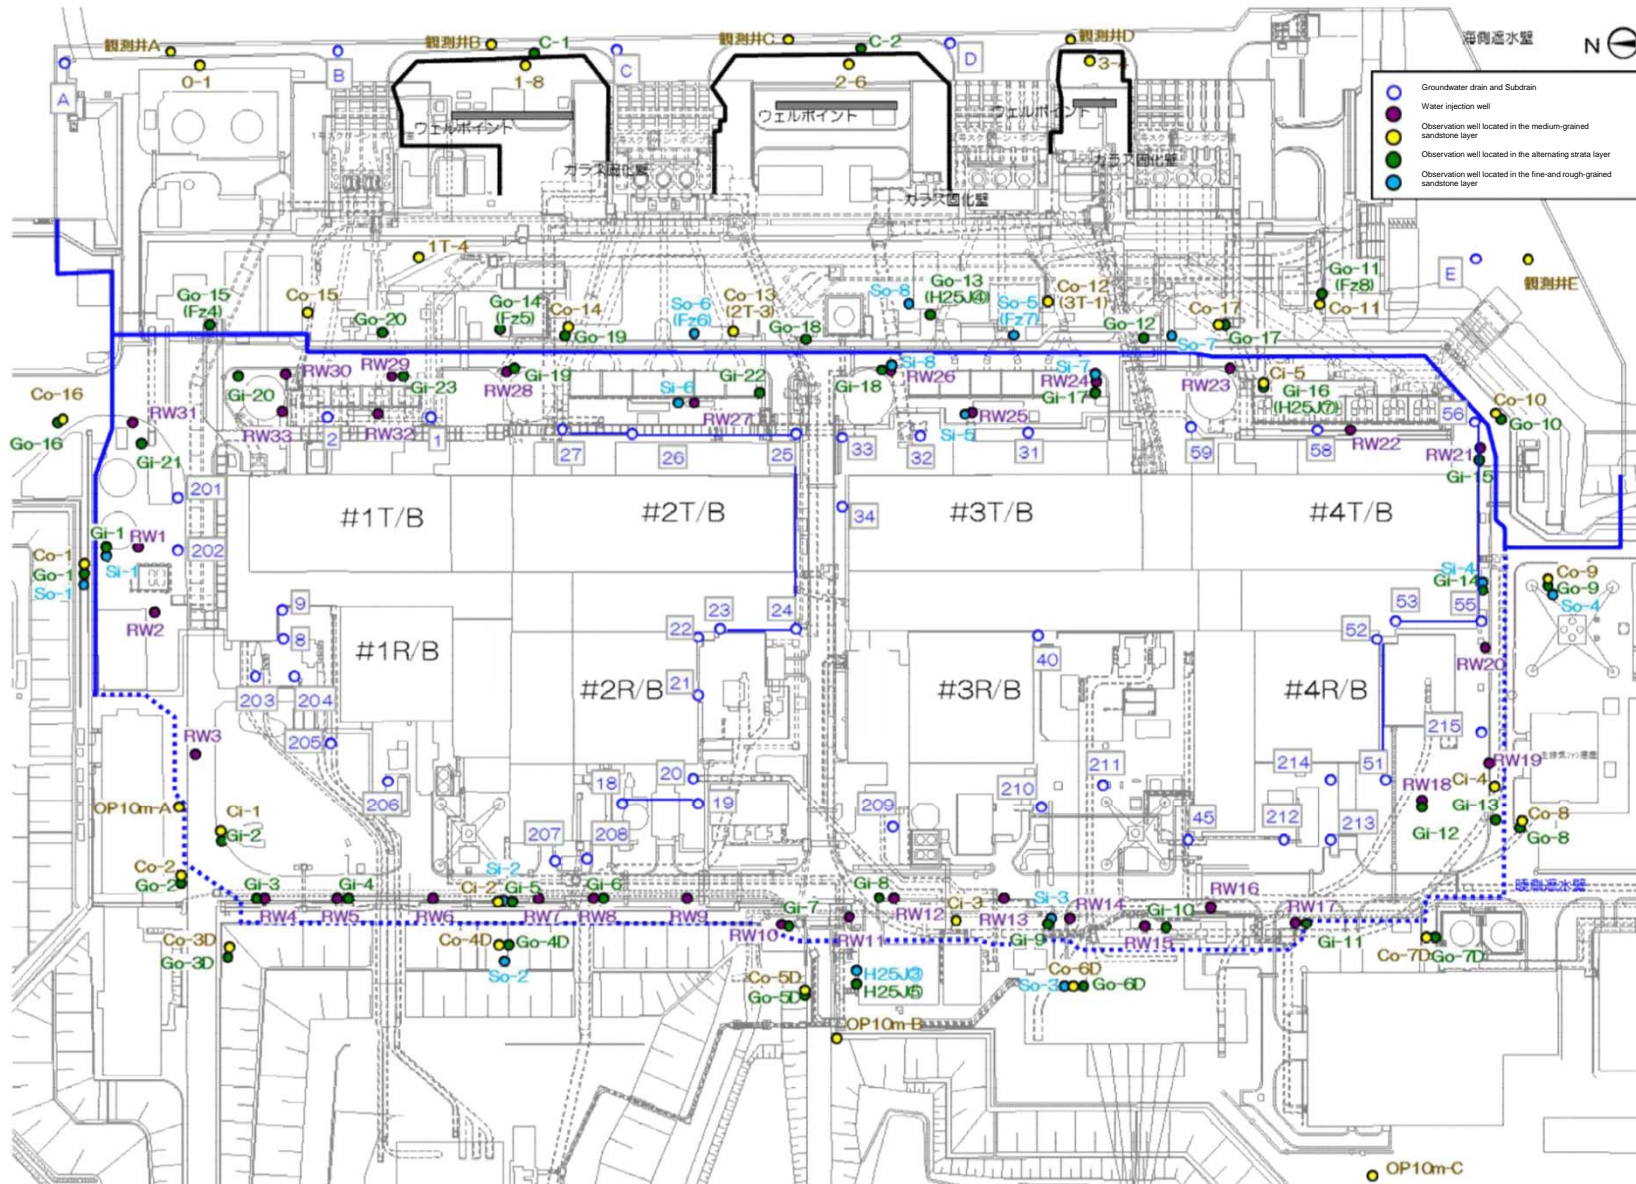 観測井A
観測井B
C-1
観測井C
C-2
観測井D
海側遮水壁
N
A
0-1
B
1-8
C
2-6
D
3-4
Groundwater drain and Subdrain
Water injection well
Observation well located in the medium-grained
sandstone layer
Observation well located in the alternating strata layer
Observation well located in the fine-and rough-grained
sandstone layer
ウェルポイント
ウェルポイント
ウェルポイント
ガラス固化壁
ガラス固化壁
ガラス固化壁
1T-4
E
観測井E
Go-15
(Fz4)
Co-15
Go-20
Go-14
(Fz5)
Co-14
Go-19
So-6
(Fz6)
Co-13
(2T-3)
Go-18
So-8
Go-13
(H25J④)
So-5
(Fz7)
Co-12
(3T-1)
Go-12
So-7
Co-17
Go-17
Go-11
(Fz8)
Co-11
Co-16
Go-16
RW31
Gi-21
Gi-20
RW30
RW33
2
RW29
Gi-23
RW32
1
RW28
Gi-19
27
Si-6
RW27
26
Gi-22
25
Gi-18
Si-8
RW26
33
32
Si-5
RW25
31
Si-7
RW24
Gi-17
RW23
59
Ci-5
Gi-16
(H25J⑦)
58
RW22
56
Co-10
Go-10
RW21
Gi-15
201
202
#1T/B
#2T/B
34
#3T/B
#4T/B
Co-1
Go-1
So-1
Gi-1
Si-1
RW1
RW2
Si-4
Gi-14
Co-9
Go-9
So-4
9
8
203
204
205
206
#1R/B
#2R/B
22
23
24
21
#3R/B
40
#4R/B
52
53
55
RW20
RW3
OP10m-A
Ci-1
Gi-2
Co-2
Go-2
18
20
19
207
208
209
210
211
45
214
212
213
51
215
RW19
RW18
Ci-4
Gi-13
Gi-12
Co-8
Go-8
陸側遮水壁
Gi-3
RW4
Gi-4
RW5
RW6
Ci-2
Si-2
Gi-5
RW7
Gi-6
RW8
RW9
Gi-7
RW10
RW11
Gi-8
RW12
Ci-3
RW13
Si-3
Gi-9
RW14
Gi-10
RW15
RW16
RW17
Gi-11
Co-3D
Go-3D
Co-4D
Go-4D
So-2
Co-5D
Go-5D
H25J③
H25J⑤
Co-6D
So-3
Go-6D
Co-7D
Go-7D
OP10m-B
OP10m-C